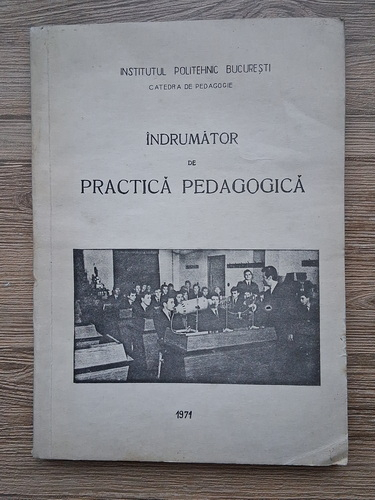 INSTITUTUL POLITEHNIC BUCUREȘTI
CATEDRA DE PEDAGOGIE
ÎNDRUMĂTOR
DE
PRACTICĂ PEDAGOGICĂ
1971